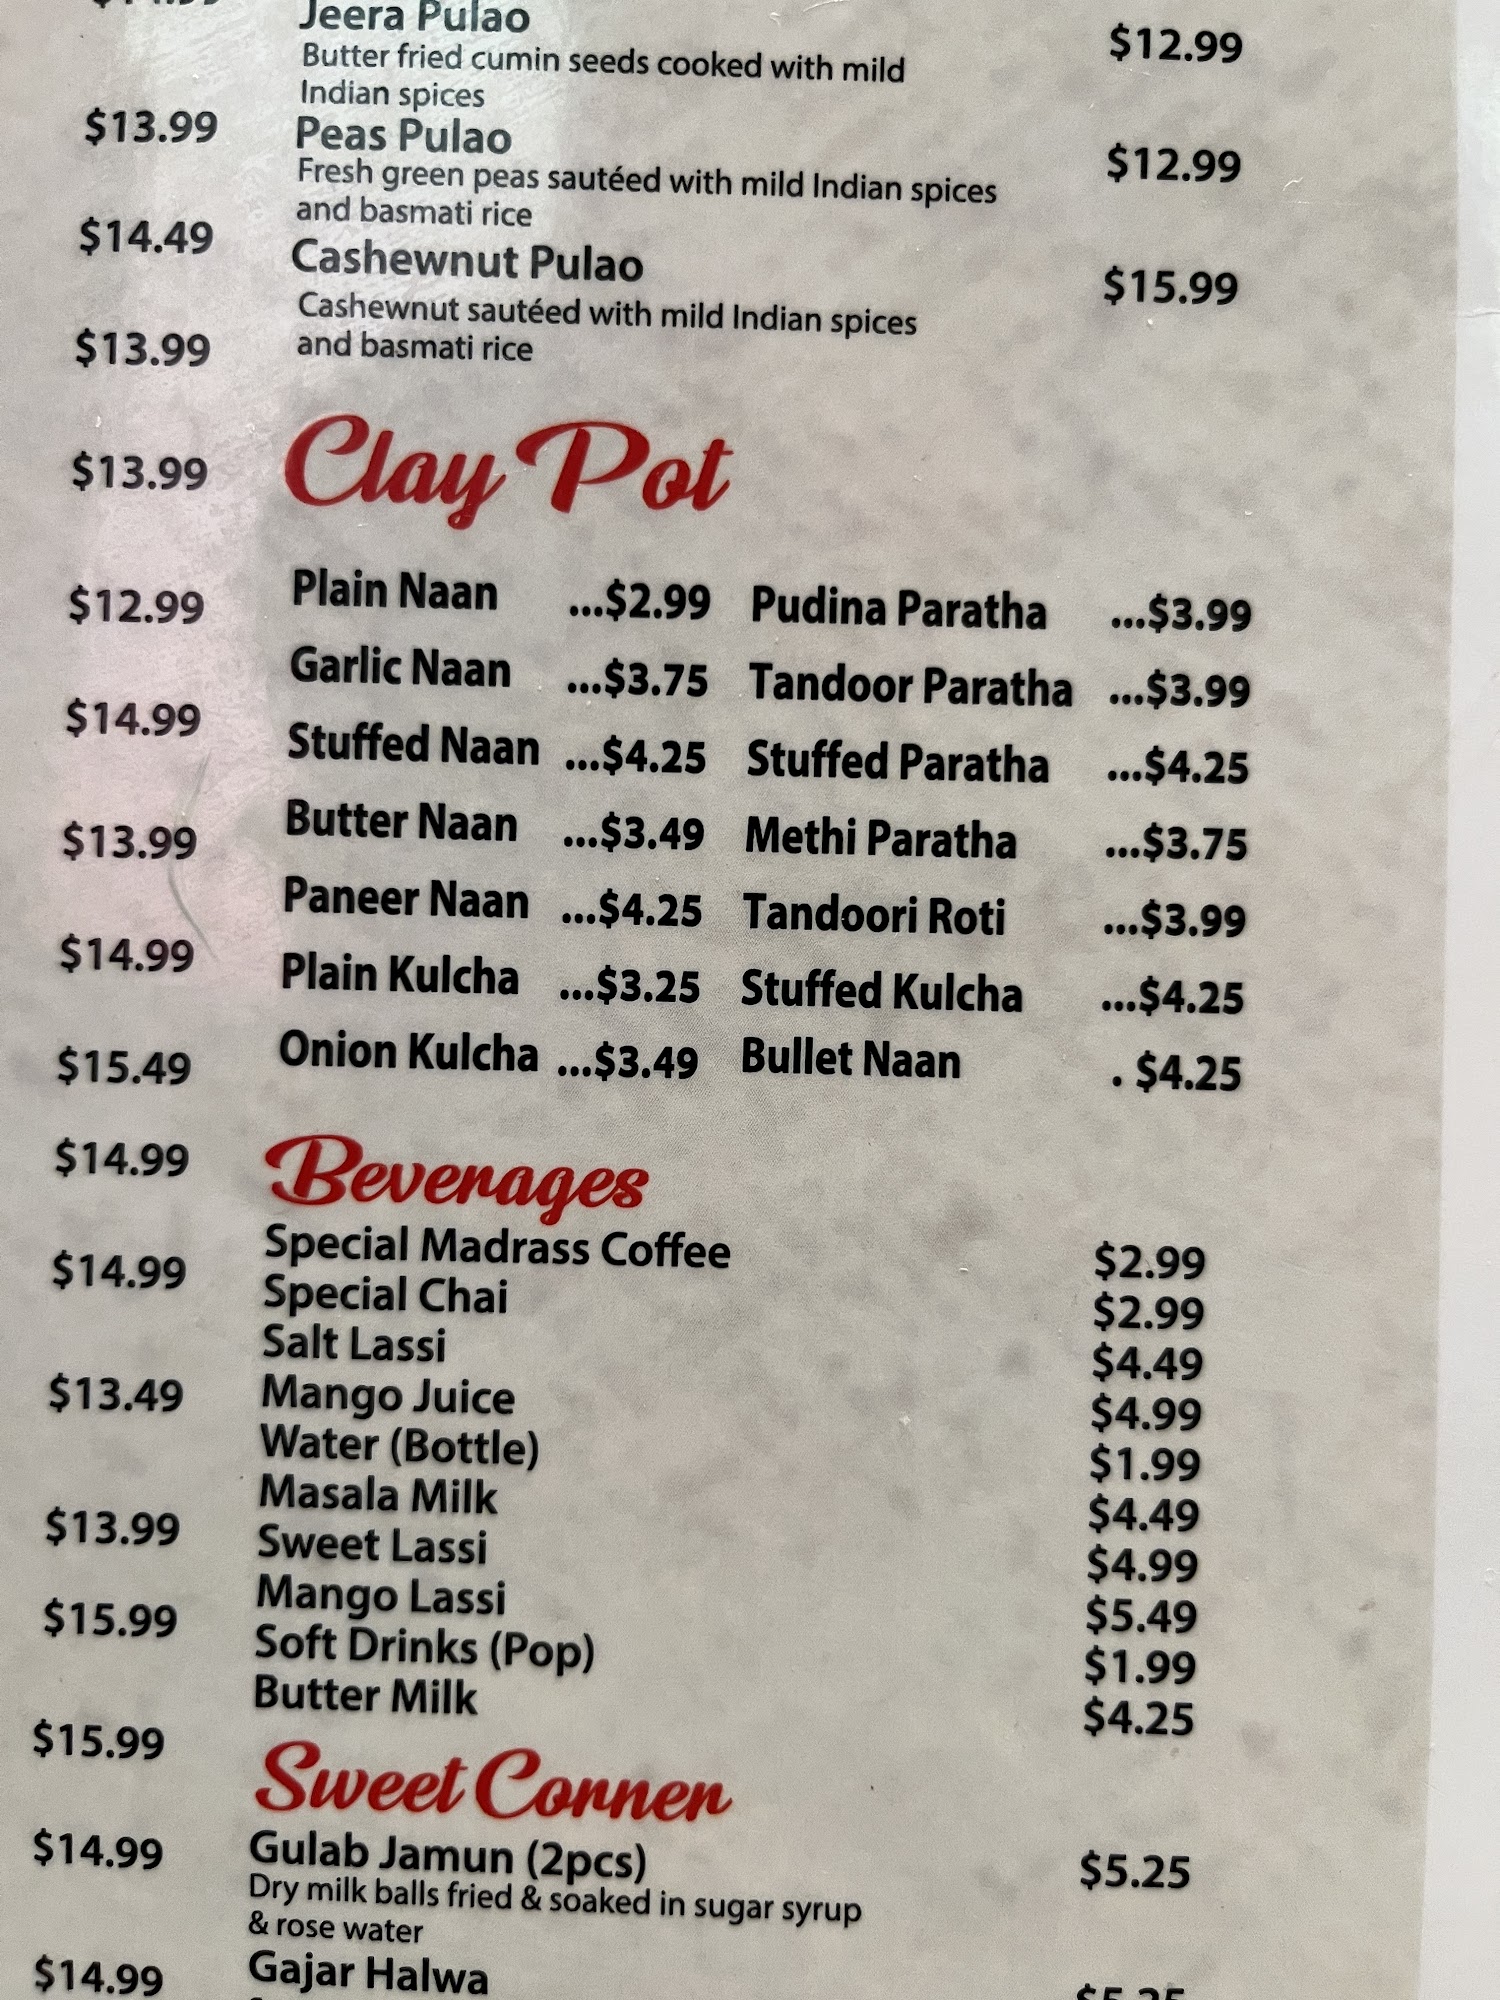 Jeera Pulao $12.99
Butter fried cumin seeds cooked with mild
Indian spices
$13.99
Peas Pulao $12.99
Fresh green peas sautéed with mild Indian spices
and basmati rice
$14.49
Cashewnut Pulao $15.99
Cashewnut sautéed with mild Indian spices
and basmati rice
$13.99
Clay Pot
$13.99
Plain Naan ...$2.99 Pudina Paratha ...$3.99
$12.99
Garlic Naan ...$3.75 Tandoor Paratha ...$3.99
$14.99
Stuffed Naan ...$4.25 Stuffed Paratha ...$4.25
Butter Naan ...$3.49 Methi Paratha ...$3.75
$13.99
Paneer Naan ...$4.25 Tandoori Roti ...$3.99
$14.99
Plain Kulcha ...$3.25 Stuffed Kulcha ...$4.25
Onion Kulcha ...$3.49 Bullet Naan . $4.25
$15.49
$14.99
Beverages
Special Madrass Coffee $2.99
$14.99
Special Chai $2.99
Salt Lassi $4.49
$13.49
Mango Juice $4.99
Water (Bottle) $1.99
Masala Milk $4.49
$13.99
Sweet Lassi $4.99
Mango Lassi $5.49
$15.99
Soft Drinks (Pop) $1.99
Butter Milk $4.25
$15.99
Sweet Corner
$14.99
Gulab Jamun (2pcs) $5.25
Dry milk balls fried & soaked in sugar syrup
& rose water
$14.99
Gajar Halwa $5.25